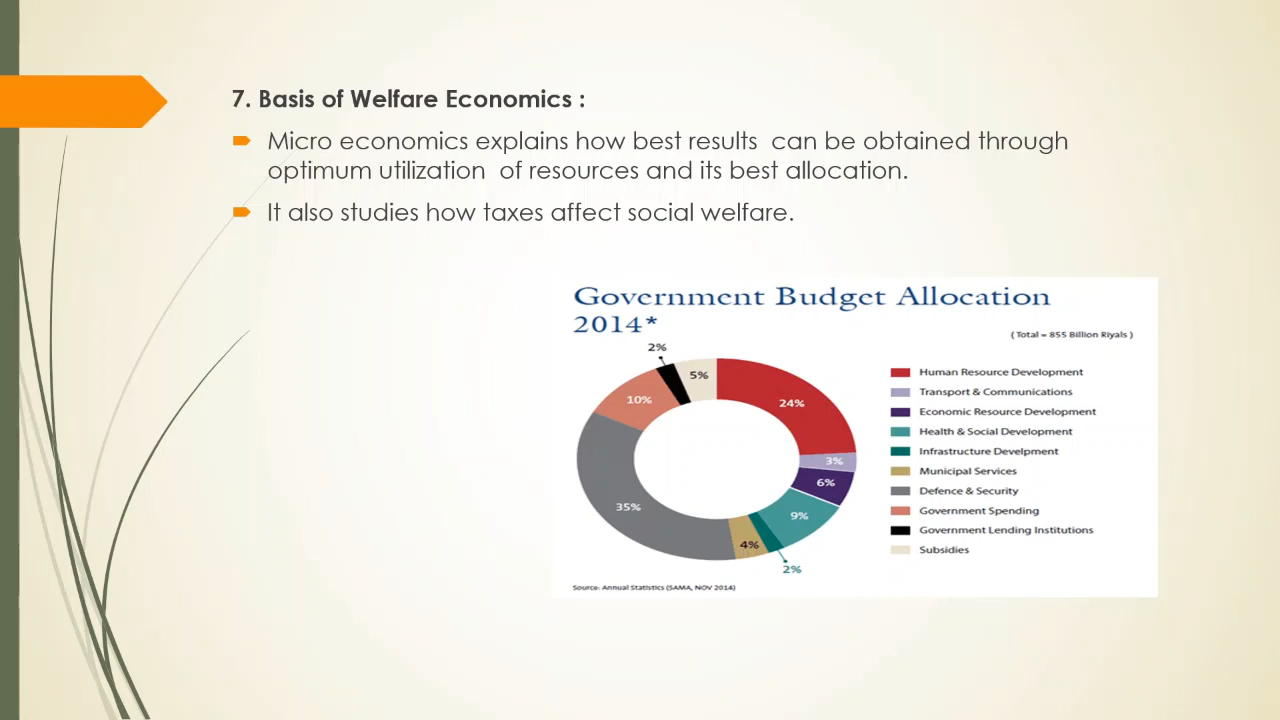 7. Basis of Welfare Economics :
Micro economics explains how best results can be obtained through
optimum utilization of resources and its best allocation.
It also studies how taxes affect social welfare.
Government Budget Allocation
2014*
( Total = 855 Billion Riyals )
2%
5%
24%
10%
3%
6%
35%
9%
4%
2%
Human Resource Development
Transport & Communications
Economic Resource Development
Health & Social Development
Infrastructure Develpment
Municipal Services
Defence & Security
Government Spending
Government Lending Institutions
Subsidies
Source: Annual Statistics (SAMA, NOV 2014)